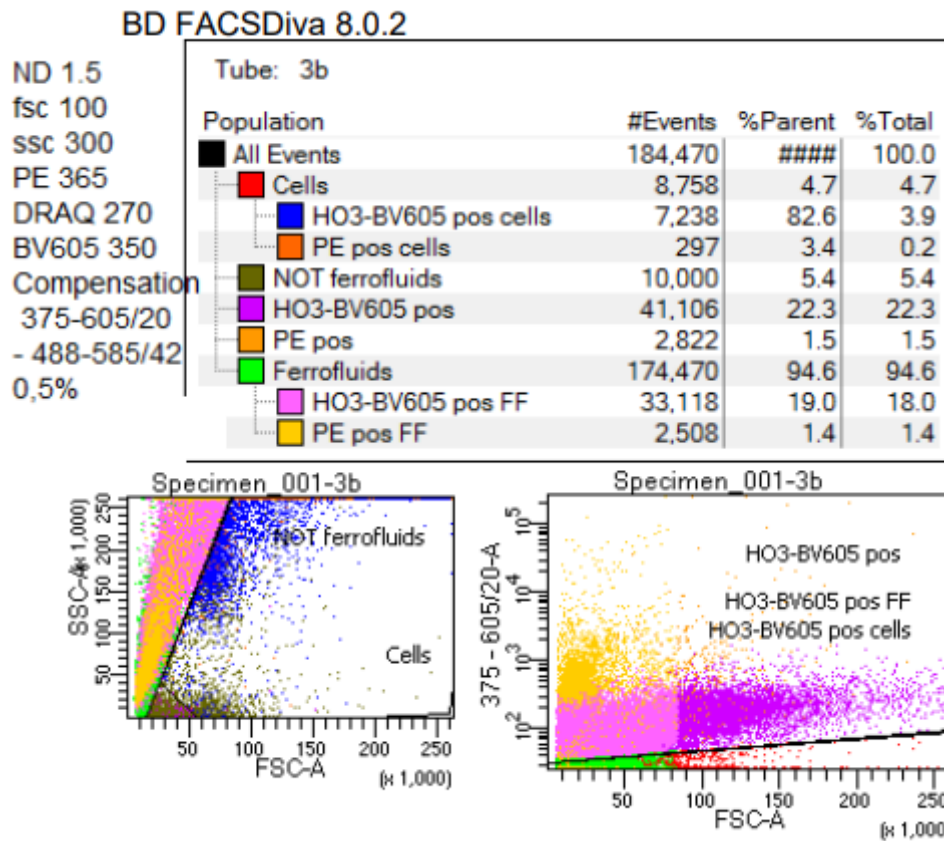 BD FACSDiva 8.0.2
ND 1.5
fsc 100
ssc 300
PE 365
DRAQ 270
BV605 350
Compensation
375-605/20
- 488-585/42
0,5%
Tube: 3b
Population #Events %Parent %Total
All Events 184,470 #### 100.0
Cells 8,758 4.7 4.7
HO3-BV605 pos cells 7,238 82.6 3.9
PE pos cells 297 3.4 0.2
NOT ferrofluids 10,000 5.4 5.4
HO3-BV605 pos 41,106 22.3 22.3
PE pos 2,822 1.5 1.5
Ferrofluids 174,470 94.6 94.6
HO3-BV605 pos FF 33,118 19.0 18.0
PE pos FF 2,508 1.4 1.4
Specimen_001-3b
SSC-A (x 1,000)
250
200
150
100
50
NOT ferrofluids
Cells
50 100 150 200 250
FSC-A
(x 1,000)
Specimen_001-3b
375 - 605/20-A
10^5
10^4
10^3
10^2
HO3-BV605 pos
HO3-BV605 pos FF
HO3-BV605 pos cells
50 100 150 200 250
FSC-A
(x 1,000)